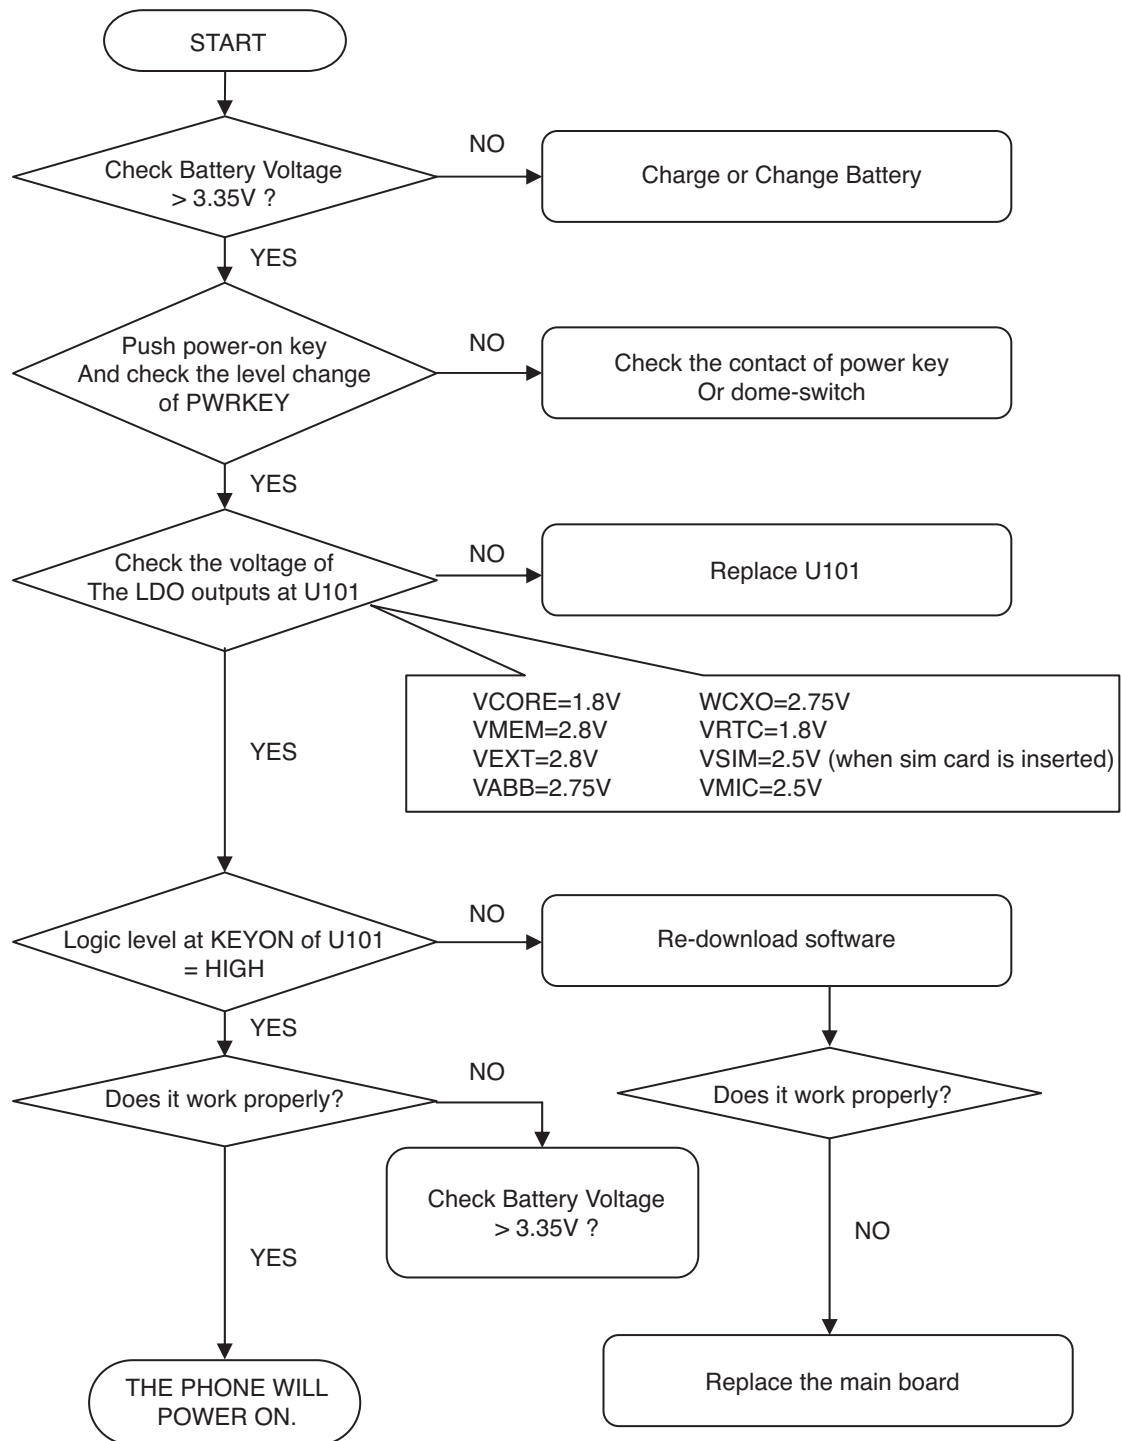 START
Check Battery Voltage
> 3.35V ?
NO
Charge or Change Battery
YES
Push power-on key
And check the level change
of PWRKEY
NO
Check the contact of power key
Or dome-switch
YES
Check the voltage of
The LDO outputs at U101
NO
Replace U101
VCORE=1.8V
VMEM=2.8V
VEXT=2.8V
VABB=2.75V
WCXO=2.75V
VRTC=1.8V
VSIM=2.5V (when sim card is inserted)
VMIC=2.5V
YES
Logic level at KEYON of U101
= HIGH
NO
Re-download software
YES
Does it work properly?
NO
Does it work properly?
Check Battery Voltage
> 3.35V ?
YES
NO
THE PHONE WILL
POWER ON.
Replace the main board